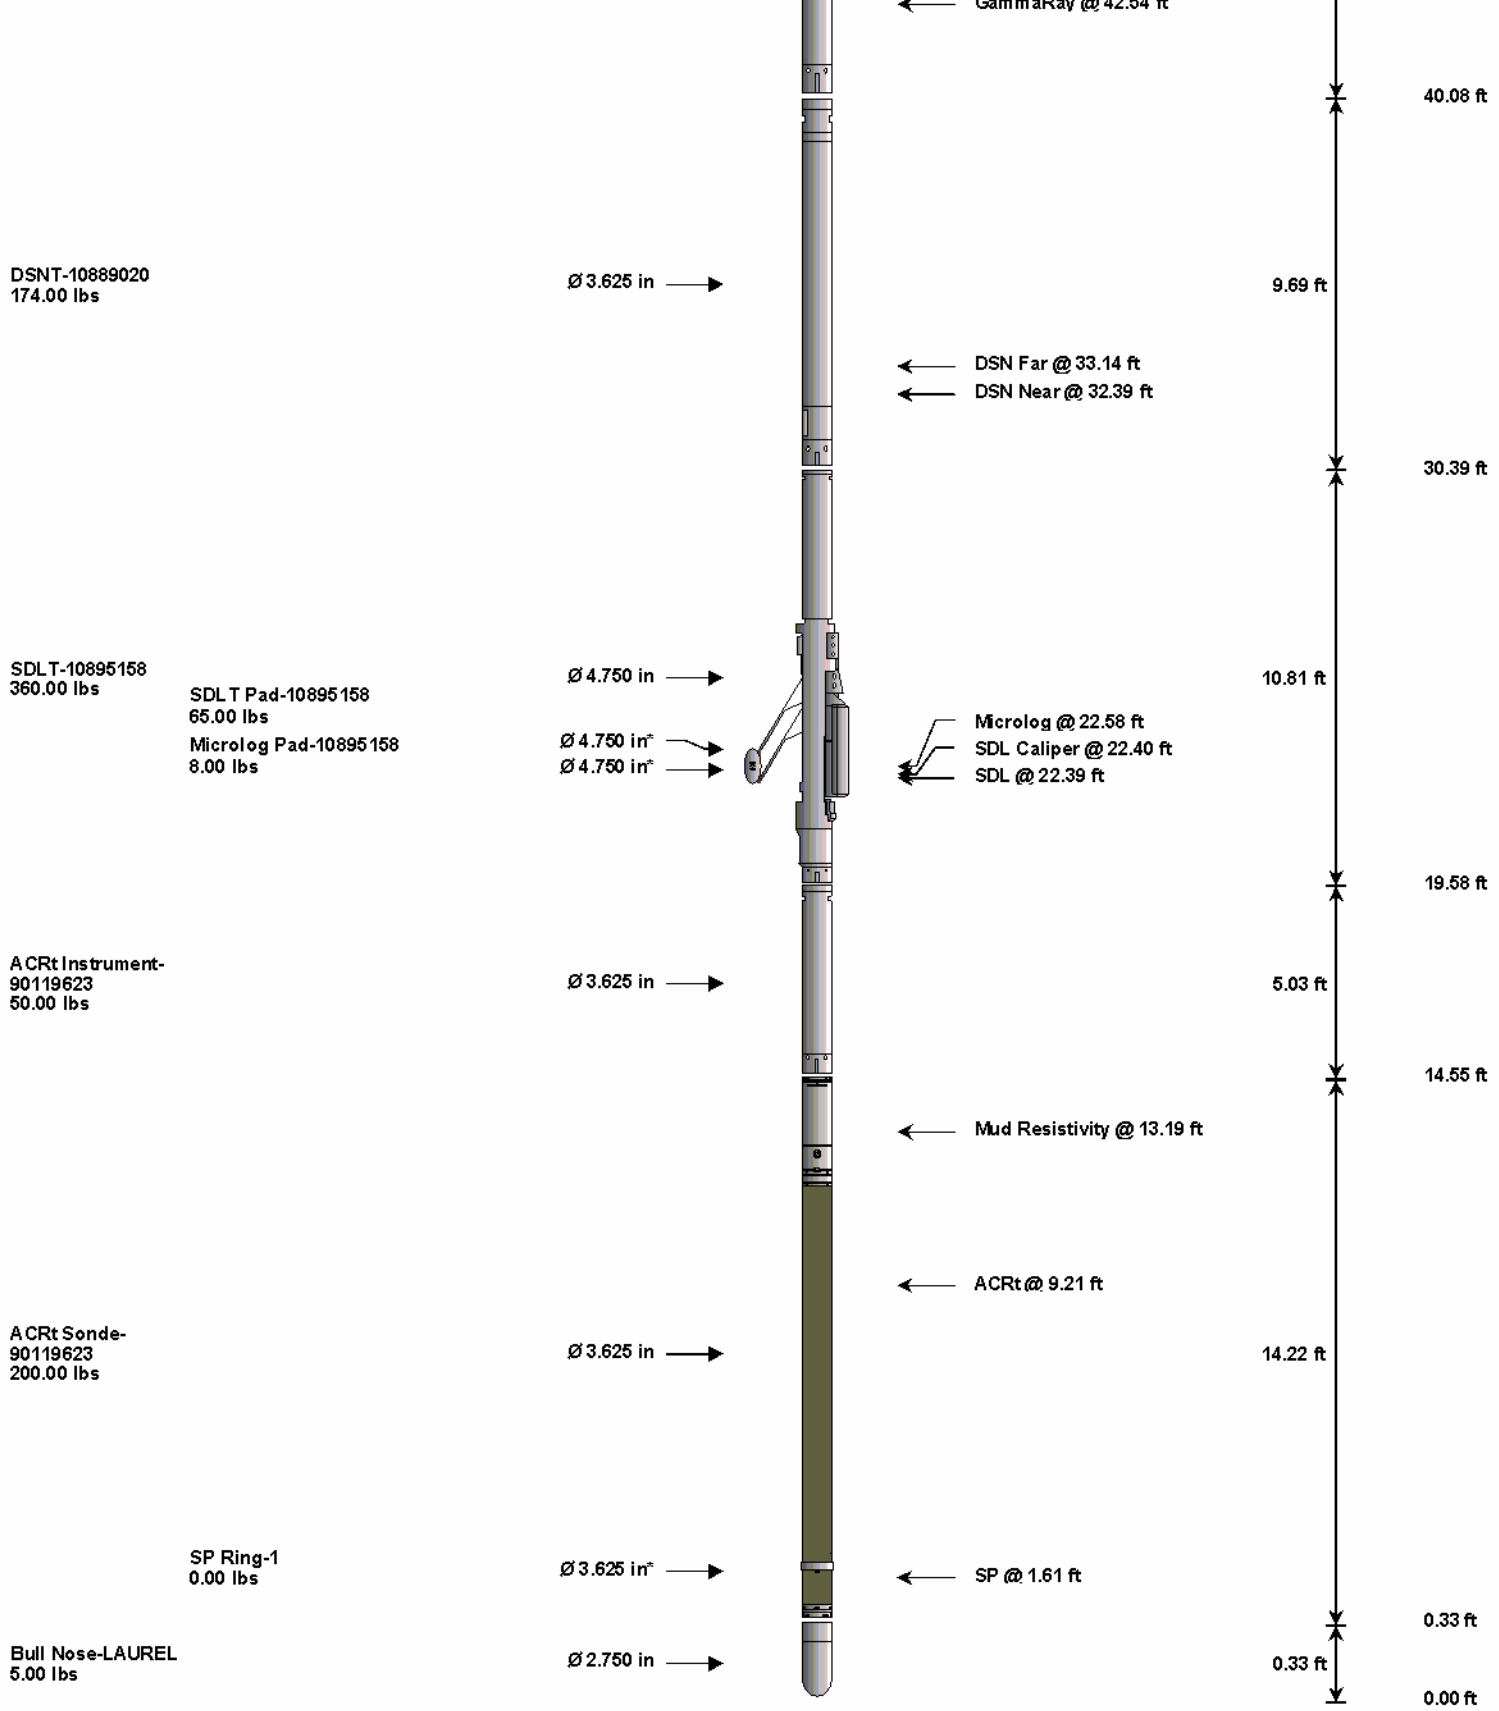 GammaRay @ 42.54 ft
40.08 ft
DSNT-10889020
174.00 lbs
Ø 3.625 in
9.69 ft
DSN Far @ 33.14 ft
DSN Near @ 32.39 ft
30.39 ft
SDLT-10895158
360.00 lbs
Ø 4.750 in
10.81 ft
SDLT Pad-10895158
65.00 lbs
Microlog Pad-10895158
8.00 lbs
Ø 4.750 in*
Ø 4.750 in*
Microlog @ 22.58 ft
SDL Caliper @ 22.40 ft
SDL @ 22.39 ft
19.58 ft
ACRt Instrument-
90119623
50.00 lbs
Ø 3.625 in
5.03 ft
14.55 ft
Mud Resistivity @ 13.19 ft
ACRt @ 9.21 ft
ACRt Sonde-
90119623
200.00 lbs
Ø 3.625 in
14.22 ft
SP Ring-1
0.00 lbs
Ø 3.625 in*
SP @ 1.61 ft
0.33 ft
Bull Nose-LAUREL
5.00 lbs
Ø 2.750 in
0.33 ft
0.00 ft